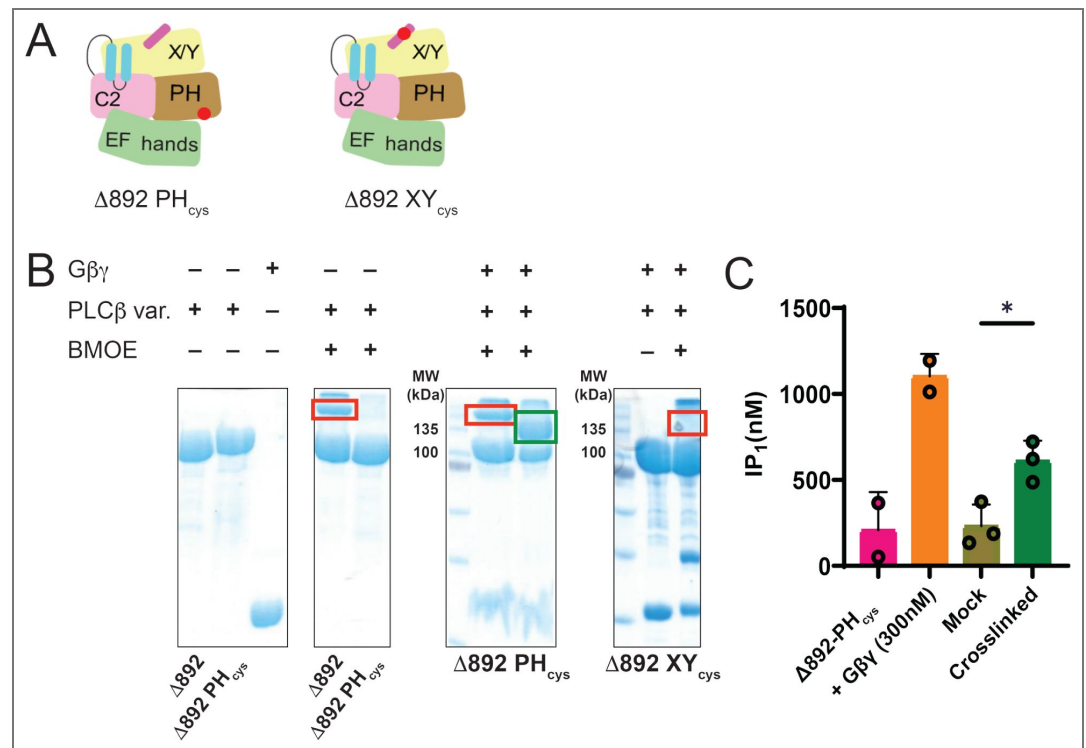 A
X/Y
C2
PH
EF hands
Δ892 PHcys
X/Y
C2
PH
EF hands
Δ892 XYcys
B
Gβγ – – + – – + + + +
PLCβ var. + + – + + + + + +
BMOE – – – + + + + – +
MW
(kDa)
135
100
MW
(kDa)
135
100
Δ892
Δ892 PHcys
Δ892
Δ892 PHcys
Δ892 PHcys
Δ892 XYcys
C
IP1(nM)
1500
1000
500
0
*
Δ892-PHcys
+ Gβγ (300nM)
Mock
Crosslinked